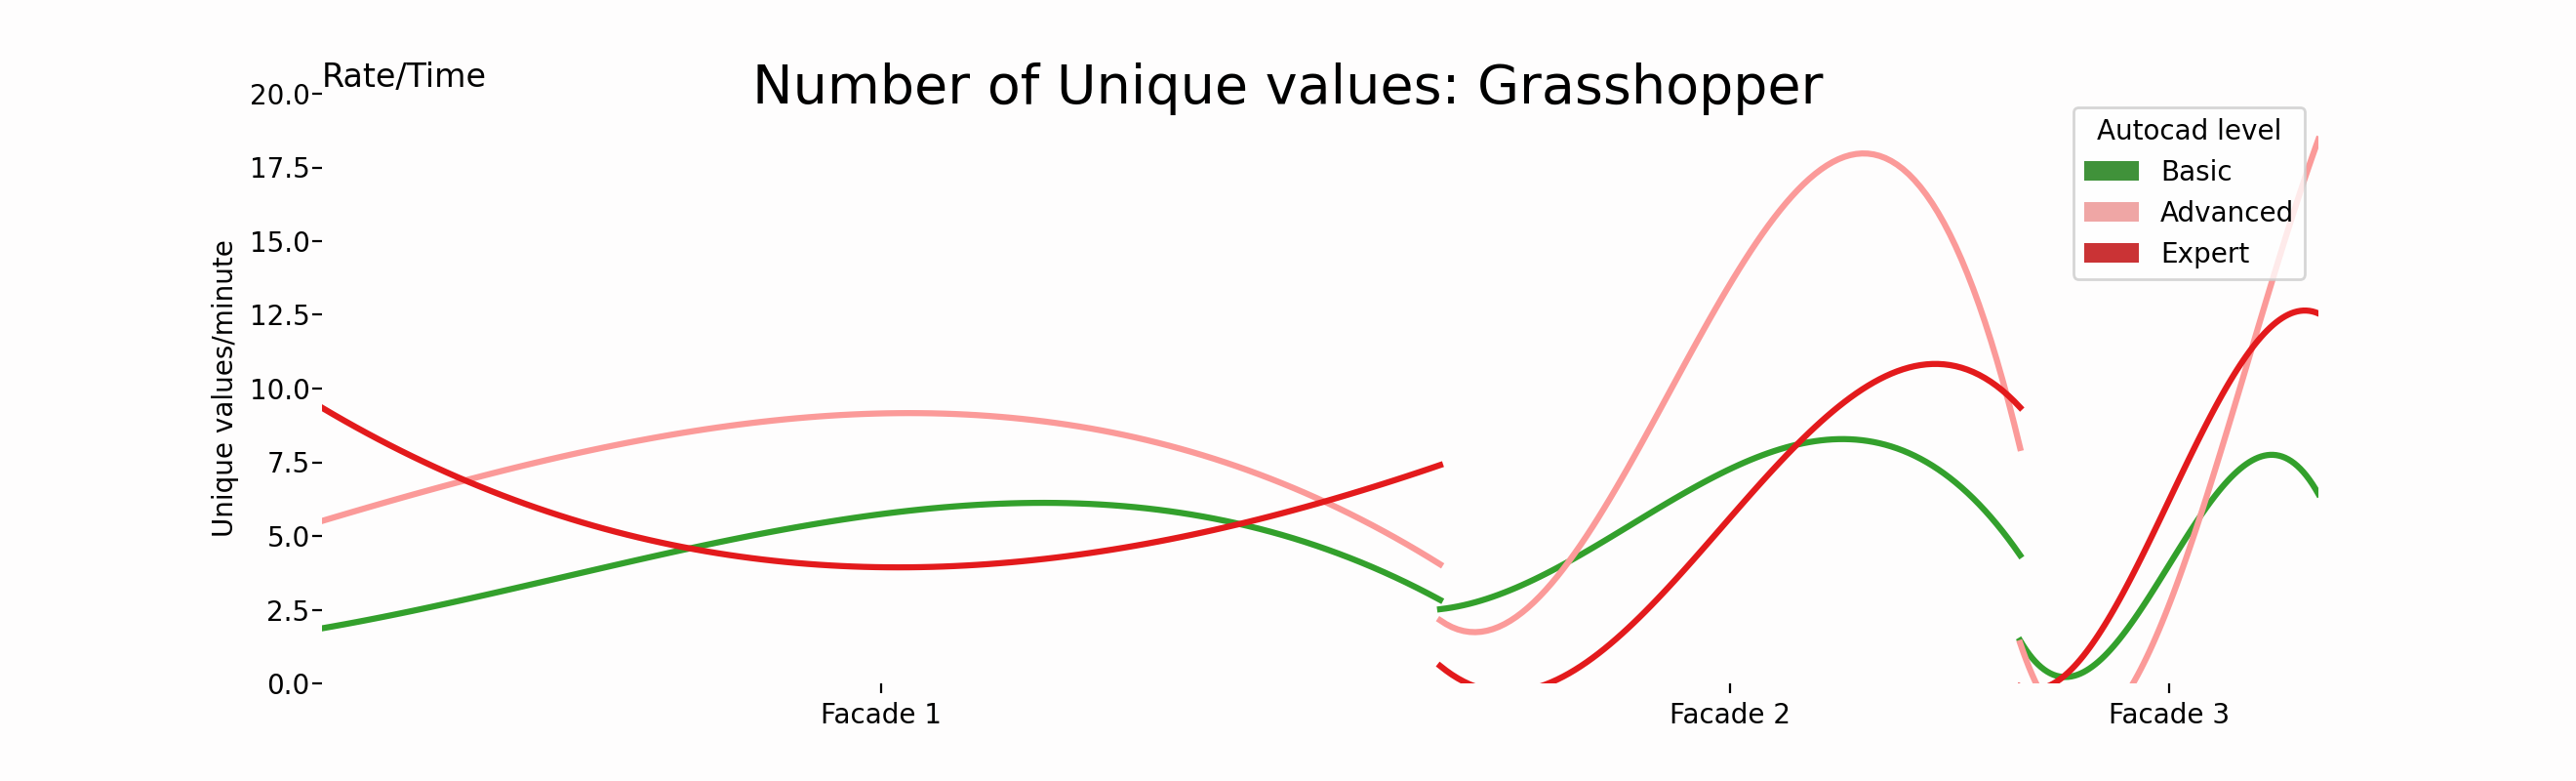 Rate/Time
Number of Unique values: Grasshopper
Unique values/minute
20.0
17.5
15.0
12.5
10.0
7.5
5.0
2.5
0.0
Autocad level
Basic
Advanced
Expert
Facade 1
Facade 2
Facade 3